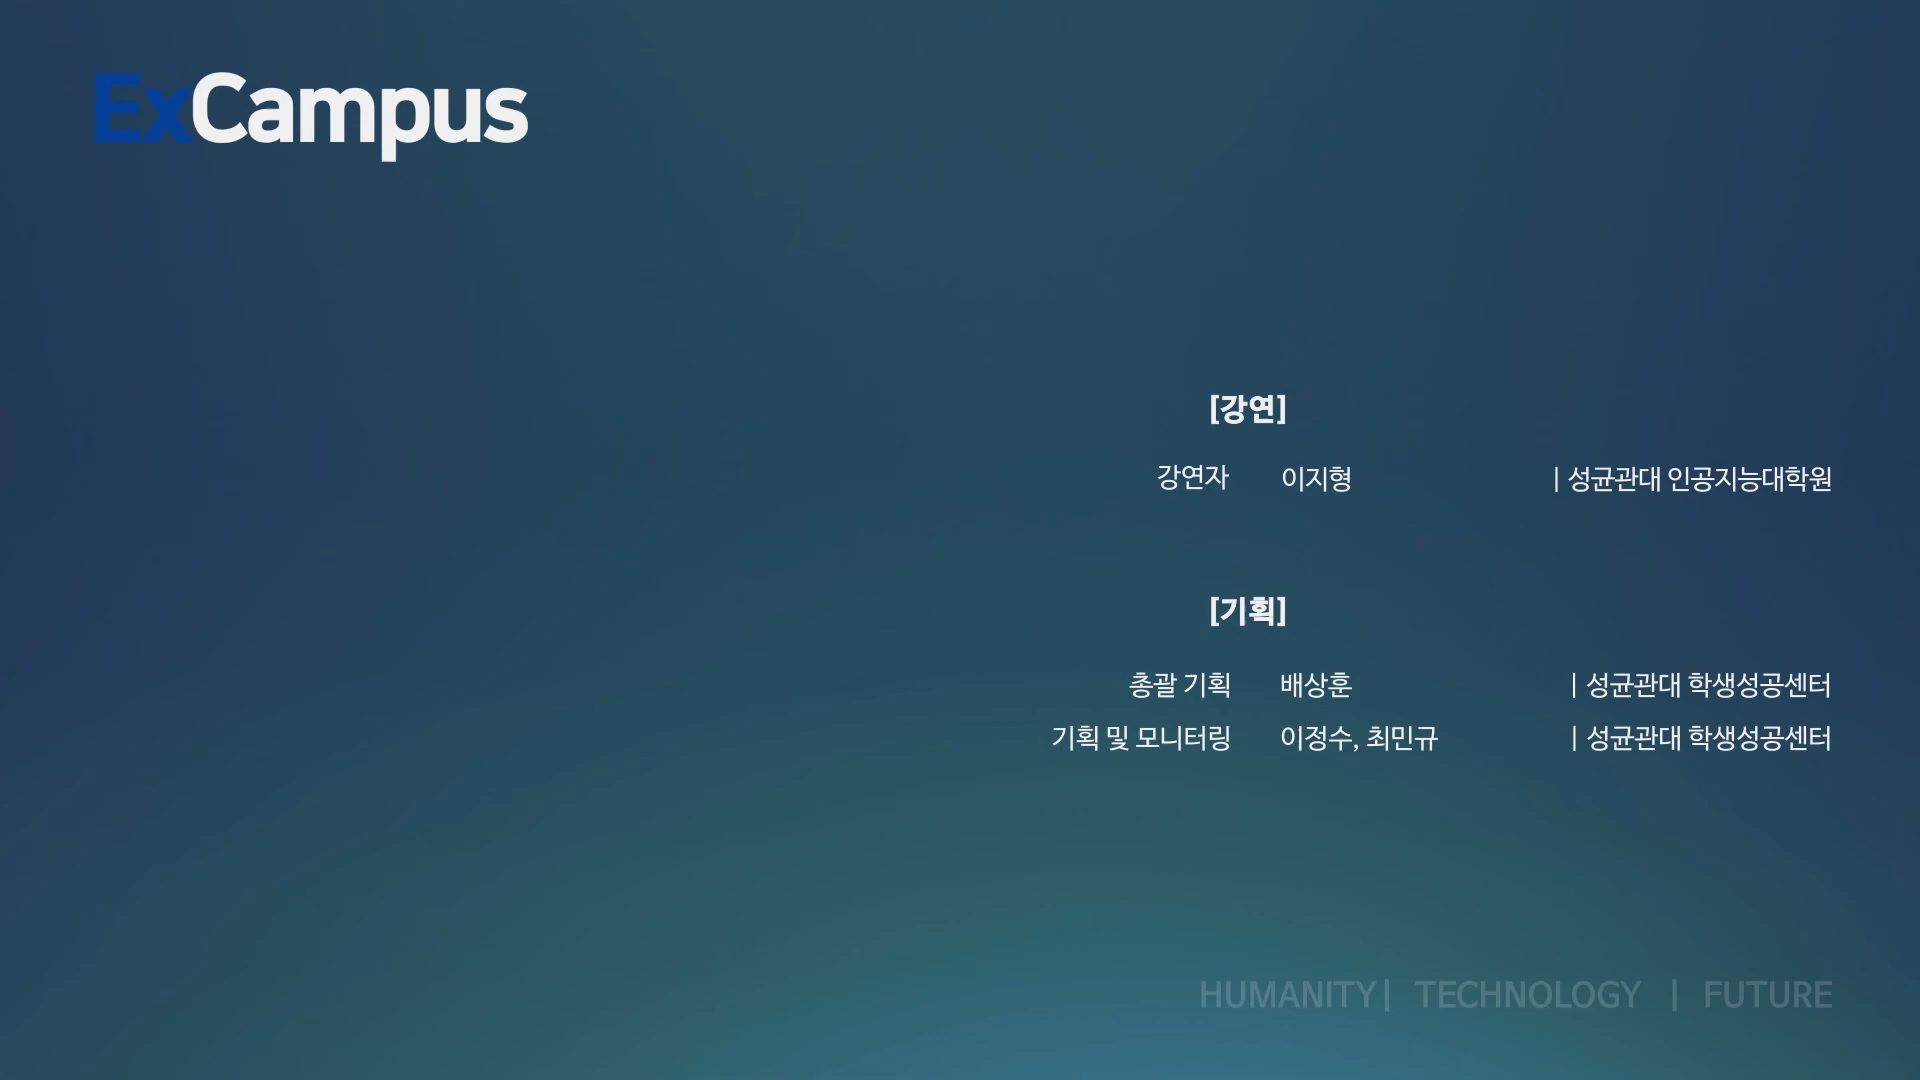 ExCampus
[강연]
강연자 이지형 | 성균관대 인공지능대학원
[기획]
총괄 기획 배상훈 | 성균관대 학생성공센터
기획 및 모니터링 이정수, 최민규 | 성균관대 학생성공센터
HUMANITY | TECHNOLOGY | FUTURE